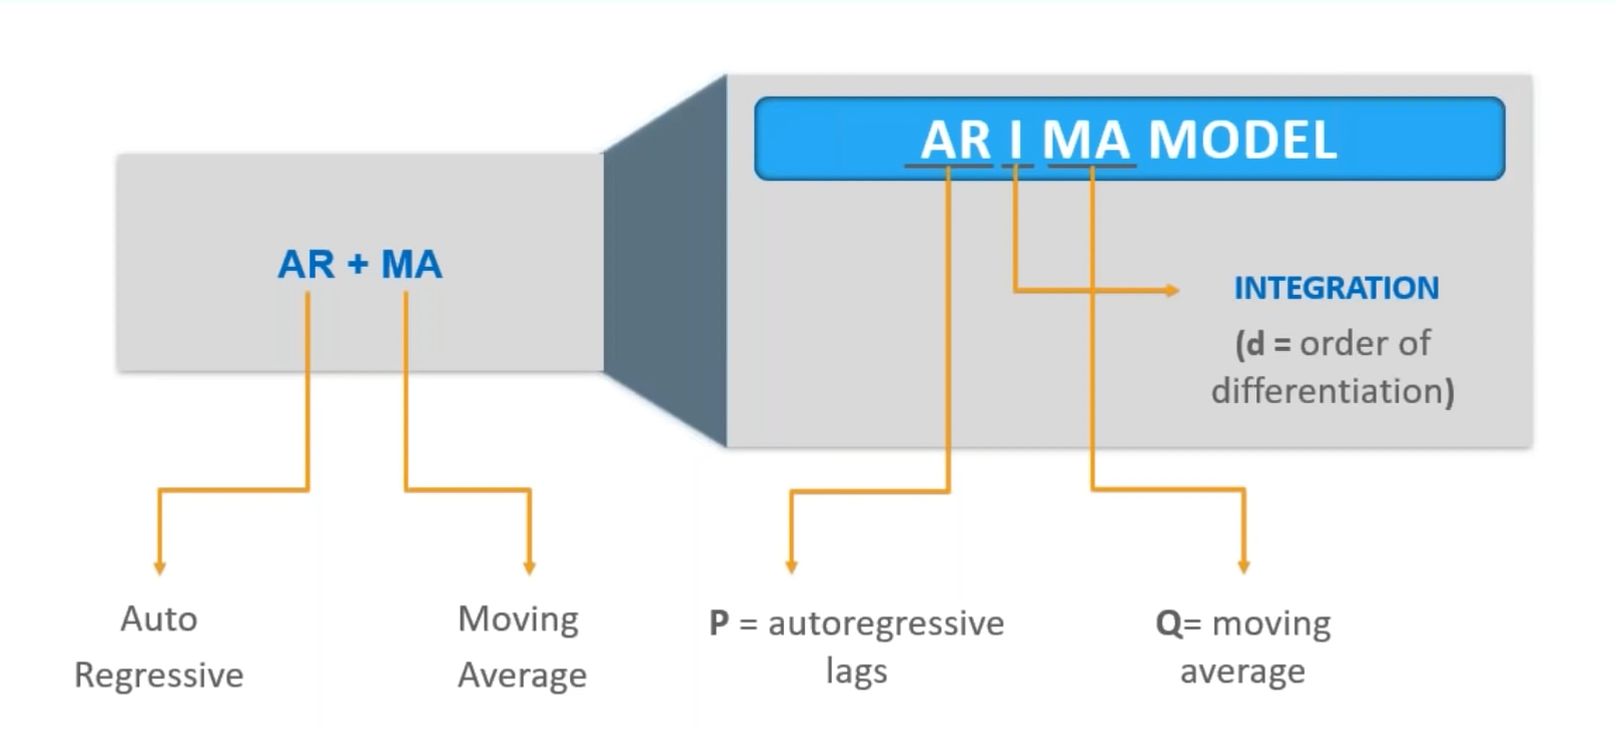 AR I MA MODEL
AR + MA
INTEGRATION
(d = order of
differentiation)
Auto
Regressive
Moving
Average
P = autoregressive
lags
Q= moving
average